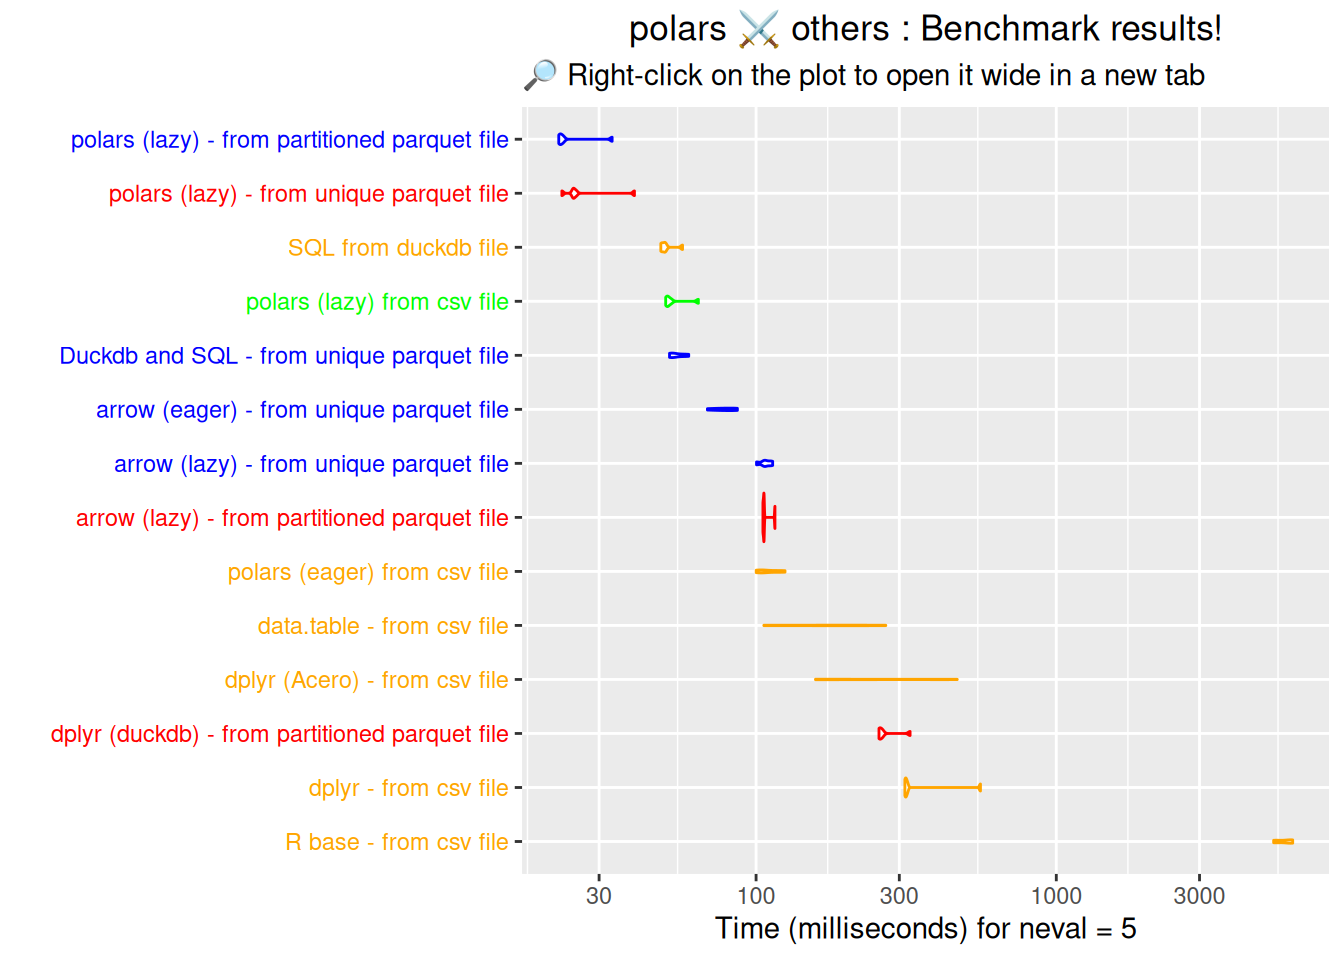 polars ⚔️ others : Benchmark results!
🔎 Right-click on the plot to open it wide in a new tab
polars (lazy) - from partitioned parquet file
polars (lazy) - from unique parquet file
SQL from duckdb file
polars (lazy) from csv file
Duckdb and SQL - from unique parquet file
arrow (eager) - from unique parquet file
arrow (lazy) - from unique parquet file
arrow (lazy) - from partitioned parquet file
polars (eager) from csv file
data.table - from csv file
dplyr (Acero) - from csv file
dplyr (duckdb) - from partitioned parquet file
dplyr - from csv file
R base - from csv file
30 100 300 1000 3000
Time (milliseconds) for neval = 5